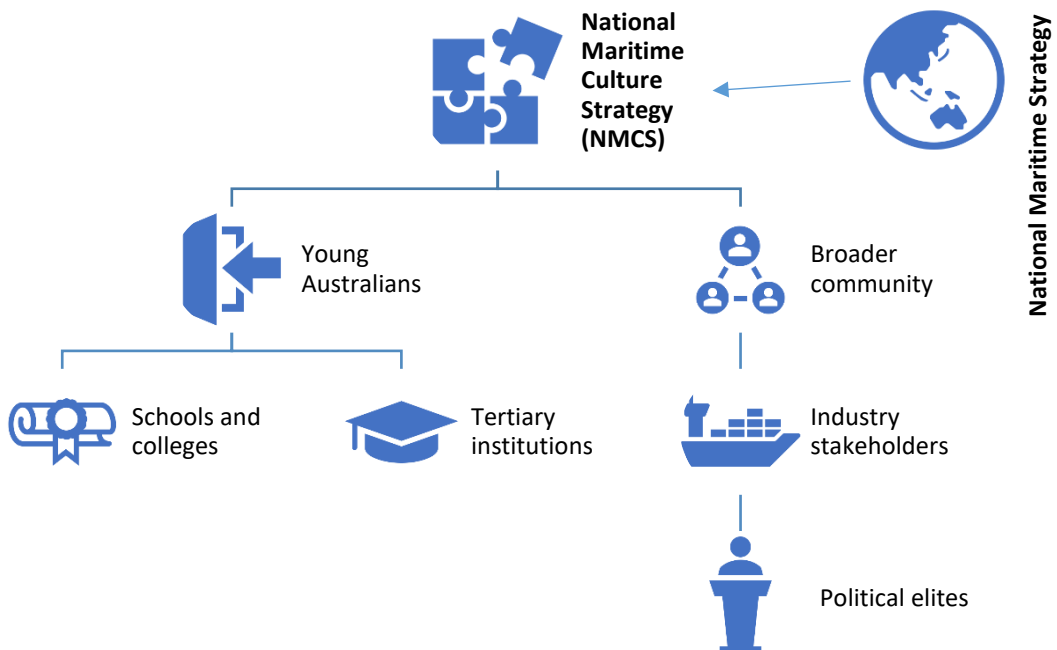 National
Maritime
Culture
Strategy
(NMCS)
National Maritime Strategy
Young
Australians
Broader
community
Schools and
colleges
Tertiary
institutions
Industry
stakeholders
Political elites